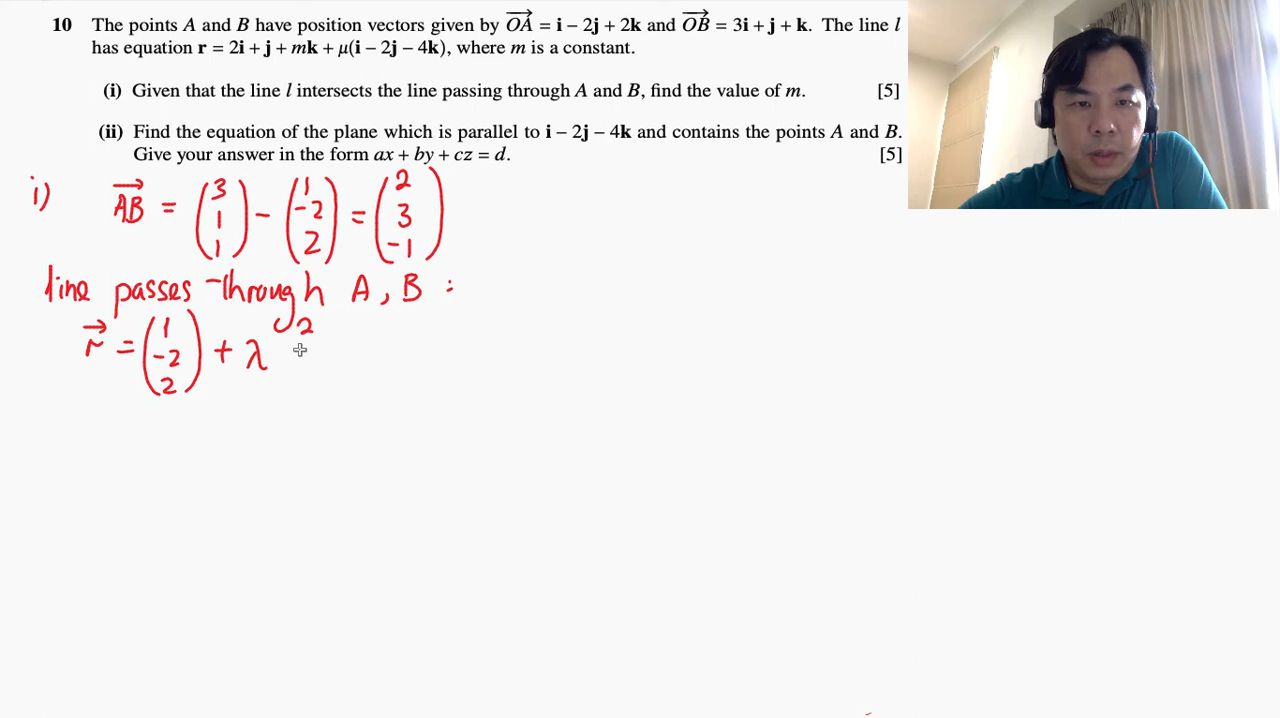 10 The points A and B have position vectors given by \overrightarrow{OA} = i − 2j + 2k and \overrightarrow{OB} = 3i + j + k. The line l
has equation r = 2i + j + mk + μ(i − 2j − 4k), where m is a constant.
(i) Given that the line l intersects the line passing through A and B, find the value of m. [5]
(ii) Find the equation of the plane which is parallel to i − 2j − 4k and contains the points A and B.
Give your answer in the form ax + by + cz = d. [5]
i) \overrightarrow{AB} = (3 1 1) − (1 −2 2) = (2 3 −1)
line passes through A, B :
\overrightarrow{r} = (1 −2 2) + λ 2